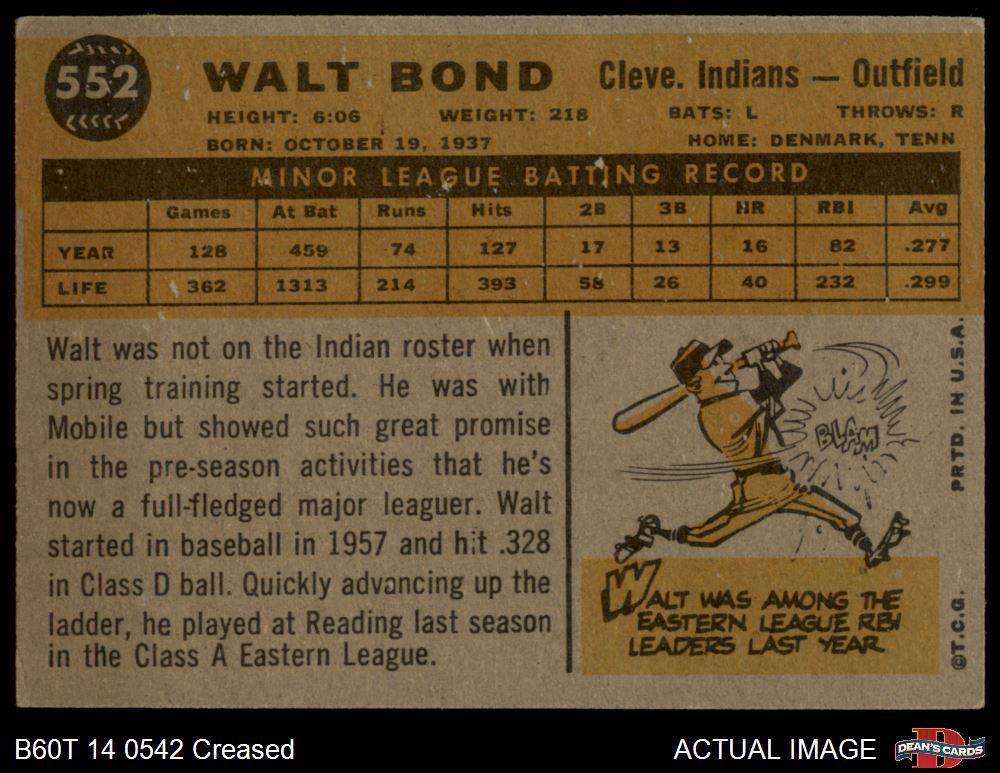 552
WALT BOND Cleve. Indians — Outfield
HEIGHT: 6:06 WEIGHT: 218 BATS: L THROWS: R
BORN: OCTOBER 19, 1937 HOME: DENMARK, TENN
MINOR LEAGUE BATTING RECORD
Games At Bat Runs Hits 2B 3B HR RBI Avg
YEAR 128 459 74 127 17 13 16 82 .277
LIFE 362 1313 214 393 58 26 40 232 .299
Walt was not on the Indian roster when
spring training started. He was with
Mobile but showed such great promise
in the pre-season activities that he's
now a full-fledged major leaguer. Walt
started in baseball in 1957 and hit .328
in Class D ball. Quickly advancing up the
ladder, he played at Reading last season
in the Class A Eastern League.
BLAM
WALT WAS AMONG THE
EASTERN LEAGUE RBI
LEADERS LAST YEAR.
PRTD. IN U.S.A.
©T.C.G.
B60T 14 0542 Creased
ACTUAL IMAGE
DEAN'S CARDS